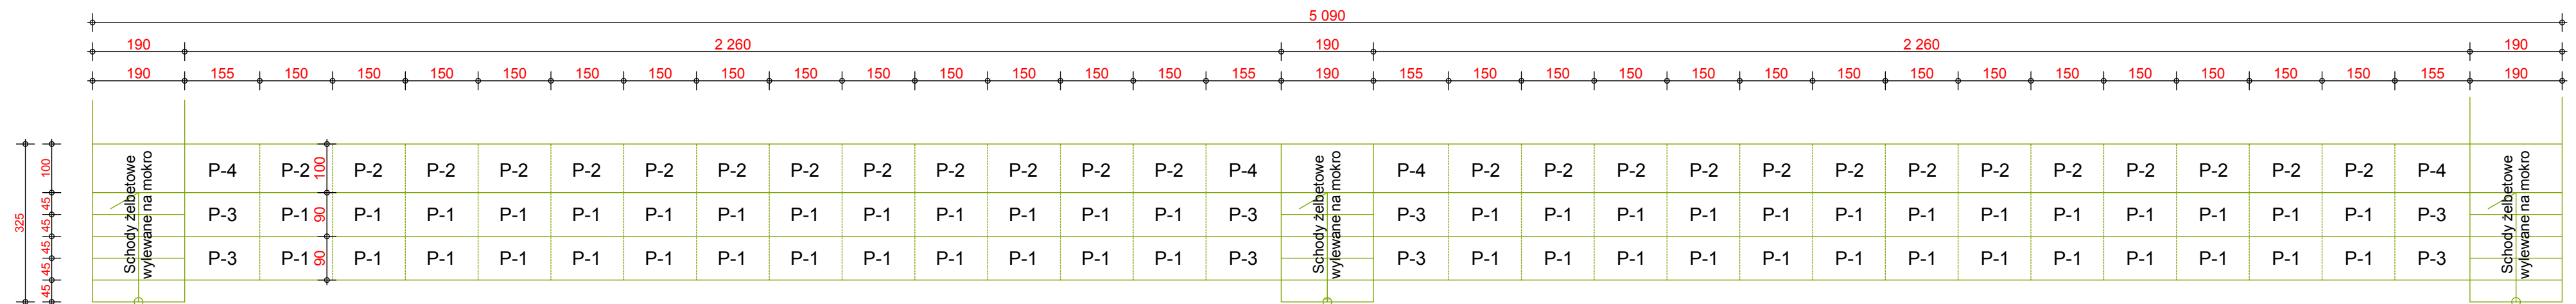 5 090
190 2 260 190 2 260 190
190 155 150 150 150 150 150 150 150 150 150 150 150 150 150 155 190 155 150 150 150 150 150 150 150 150 150 150 150 150 150 155 190
325
100
45
45
45
45
45
Schody żelbetowe
wylewane na mokro
P-4 P-2 100 P-2 P-2 P-2 P-2 P-2 P-2 P-2 P-2 P-2 P-2 P-2 P-2 P-4
P-3 P-1 90 P-1 P-1 P-1 P-1 P-1 P-1 P-1 P-1 P-1 P-1 P-1 P-1 P-3
P-3 P-1 90 P-1 P-1 P-1 P-1 P-1 P-1 P-1 P-1 P-1 P-1 P-1 P-1 P-3
Schody żelbetowe
wylewane na mokro
P-4 P-2 P-2 P-2 P-2 P-2 P-2 P-2 P-2 P-2 P-2 P-2 P-2 P-2 P-4
P-3 P-1 P-1 P-1 P-1 P-1 P-1 P-1 P-1 P-1 P-1 P-1 P-1 P-1 P-3
P-3 P-1 P-1 P-1 P-1 P-1 P-1 P-1 P-1 P-1 P-1 P-1 P-1 P-1 P-3
Schody żelbetowe
wylewane na mokro